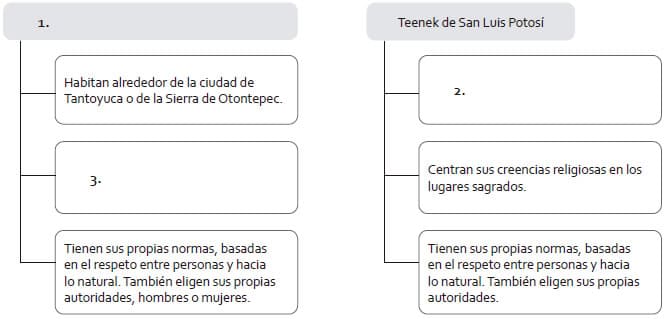 1.
Habitan alrededor de la ciudad de
Tantoyuca o de la Sierra de Otontepec.
3.
Tienen sus propias normas, basadas
en el respeto entre personas y hacia
lo natural. También eligen sus propias
autoridades, hombres o mujeres.
Teenek de San Luis Potosí
2.
Centran sus creencias religiosas en los
lugares sagrados.
Tienen sus propias normas, basadas
en el respeto entre personas y hacia
lo natural. También eligen sus propias
autoridades.